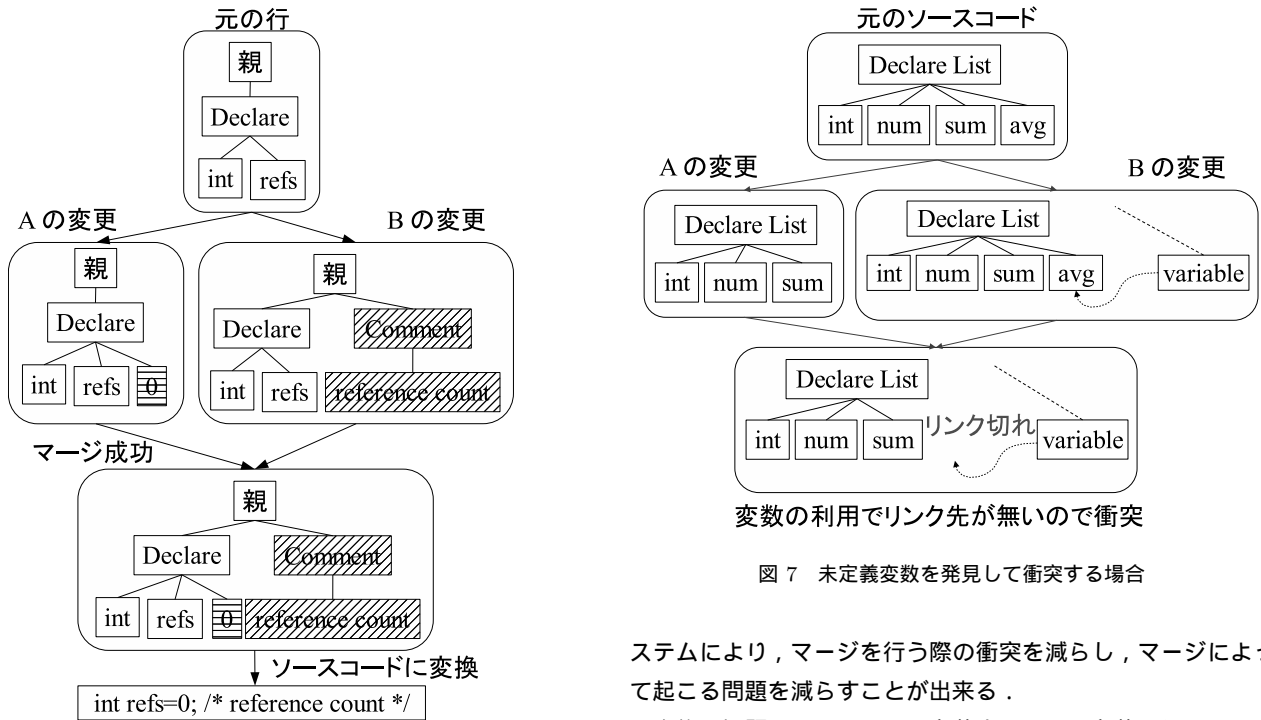 元の行
親
Declare
int refs
A の変更 B の変更
親
Declare
int refs 0
親
Declare Comment
int refs reference count
マージ成功
親
Declare Comment
int refs 0 reference count
ソースコードに変換
int refs=0; /* reference count */
元のソースコード
Declare List
int num sum avg
A の変更 B の変更
Declare List
int num sum
Declare List
int num sum avg variable
Declare List
int num sum リンク切れ variable
変数の利用でリンク先が無いので衝突
図 7 未定義変数を発見して衝突する場合
ステムにより，マージを行う際の衝突を減らし，マージによっ
て起こる問題を減らすことが出来る．